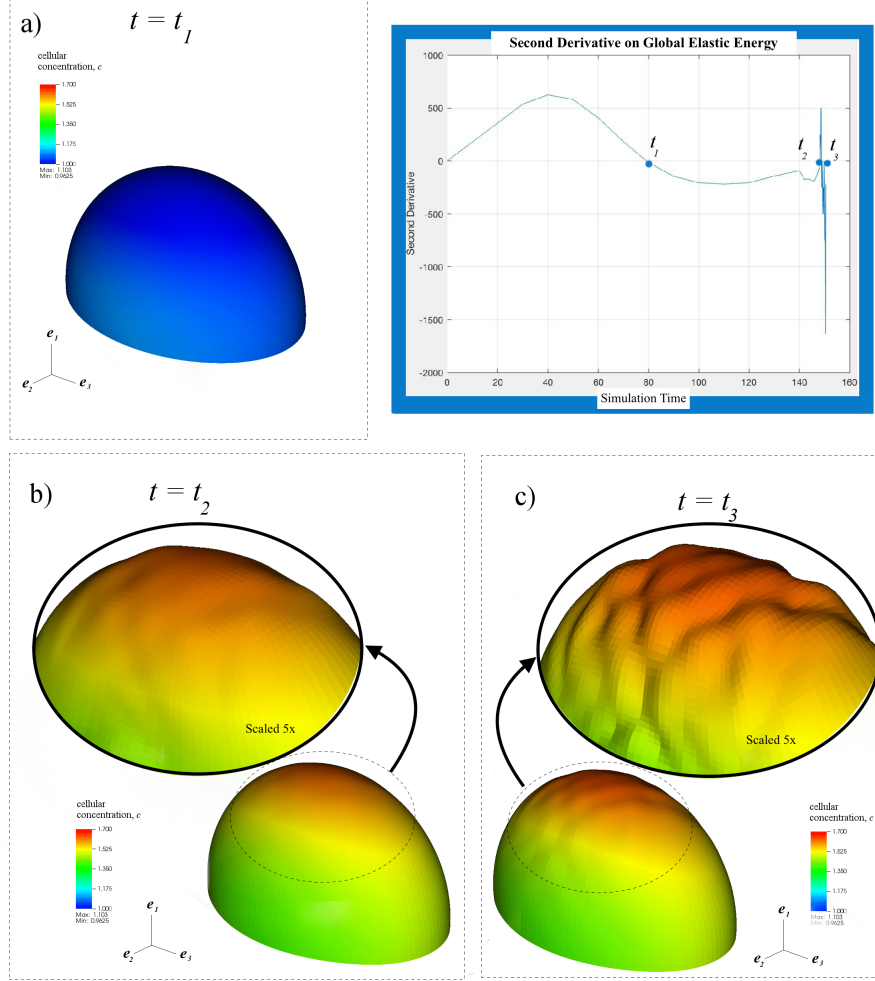 a)
t = t1
cellular
concentration, c
1.700
1.525
1.350
1.175
1.000
Max: 1.103
Min: 0.9625
e1
e2
e3
Second Derivative on Global Elastic Energy
1000
500
0
-500
-1000
-1500
-2000
Second Derivative
t1
t2
t3
0
20
40
60
80
100
120
140
160
Simulation Time
b)
t = t2
Scaled 5x
cellular
concentration, c
1.700
1.525
1.350
1.175
1.000
Max: 1.103
Min: 0.9625
e1
e2
e3
c)
t = t3
Scaled 5x
cellular
concentration, c
1.700
1.525
1.350
1.175
1.000
Max: 1.103
Min: 0.9625
e1
e2
e3